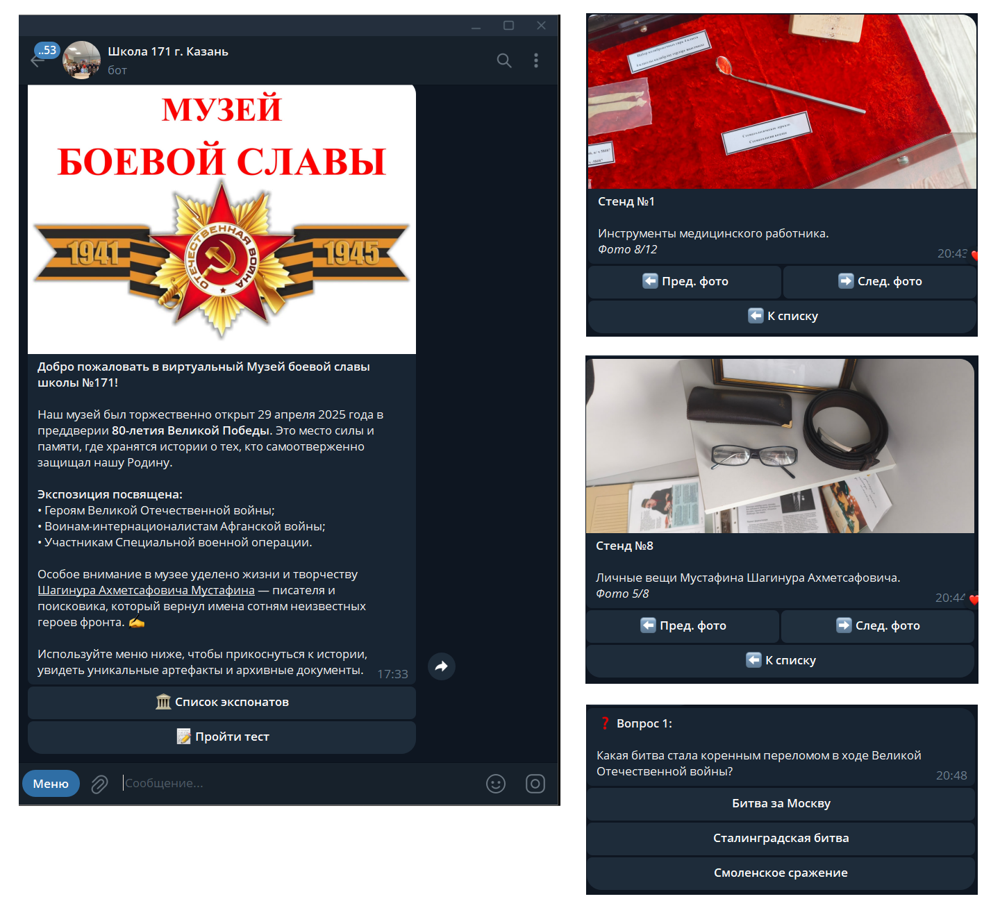 ..53
Школа 171 г. Казань
бот
МУЗЕЙ
БОЕВОЙ СЛАВЫ
1941
1945
ОТЕЧЕСТВЕННАЯ ВОЙНА
Добро пожаловать в виртуальный Музей боевой славы
школы №171!
Наш музей был торжественно открыт 29 апреля 2025 года в
преддверии 80-летия Великой Победы. Это место силы и
памяти, где хранятся истории о тех, кто самоотверженно
защищал нашу Родину.
Экспозиция посвящена:
• Героям Великой Отечественной войны;
• Воинам-интернационалистам Афганской войны;
• Участникам Специальной военной операции.
Особое внимание в музее уделено жизни и творчеству
Шагинура Ахметсафовича Мустафина — писателя и
поисковика, который вернул имена сотням неизвестных
героев фронта. ✍️
Используйте меню ниже, чтобы прикоснуться к истории,
увидеть уникальные артефакты и архивные документы.
17:33
🏛️ Список экспонатов
📝 Пройти тест
Меню
Сообщение...
Стоматологическое зеркало
Стенд №1
Инструменты медицинского работника.
Фото 8/12
20:43
⬅️ Пред. фото
➡️ След. фото
⬅️ К списку
Стенд №8
Личные вещи Мустафина Шагинура Ахметсафовича.
Фото 5/8
20:44
⬅️ Пред. фото
➡️ След. фото
⬅️ К списку
❓ Вопрос 1:
Какая битва стала коренным переломом в ходе Великой
Отечественной войны?
20:48
Битва за Москву
Сталинградская битва
Смоленское сражение